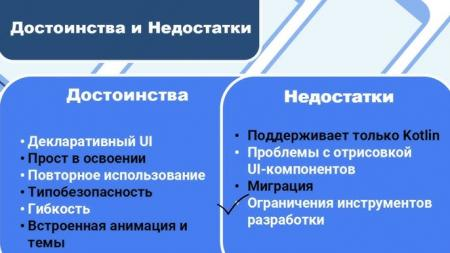 Достоинства и Недостатки
Достоинства
• Декларативный UI
• Прост в освоении
• Повторное использование
• Типобезопасность
• Гибкость
• Встроенная анимация и
темы
Недостатки
• Поддерживает только Kotlin
• Проблемы с отрисовкой
UI-компонентов
• Миграция
• Ограничения инструментов
разработки